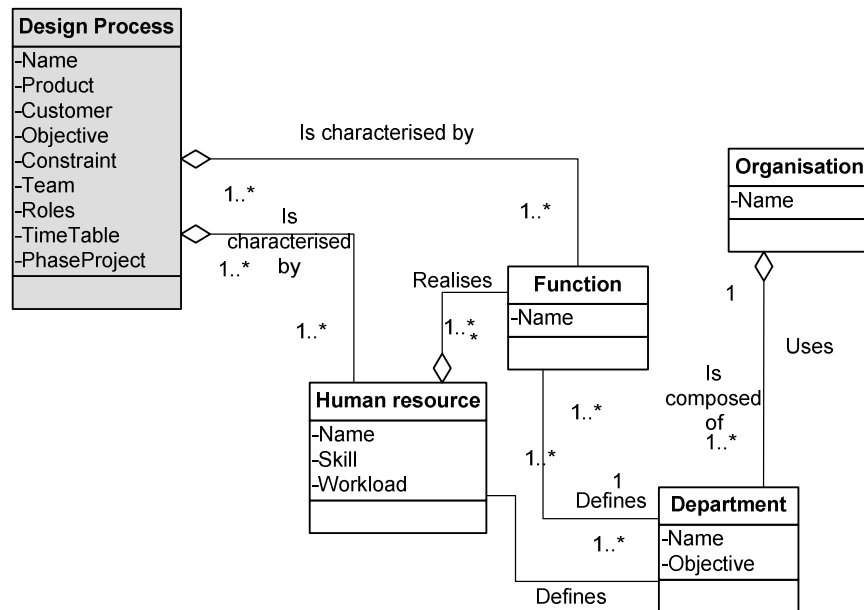 Design Process
-Name
-Product
-Customer
-Objective
-Constraint
-Team
-Roles
-TimeTable
-PhaseProject
Is characterised by
1..*
1..*
Is
characterised
by
1..*
1..*
Organisation
-Name
1
Uses
Is
composed
of
1..*
Realises
1..*
*
Function
-Name
Human resource
-Name
-Skill
-Workload
1..*
1..*
1
Defines
1..*
Defines
Department
-Name
-Objective